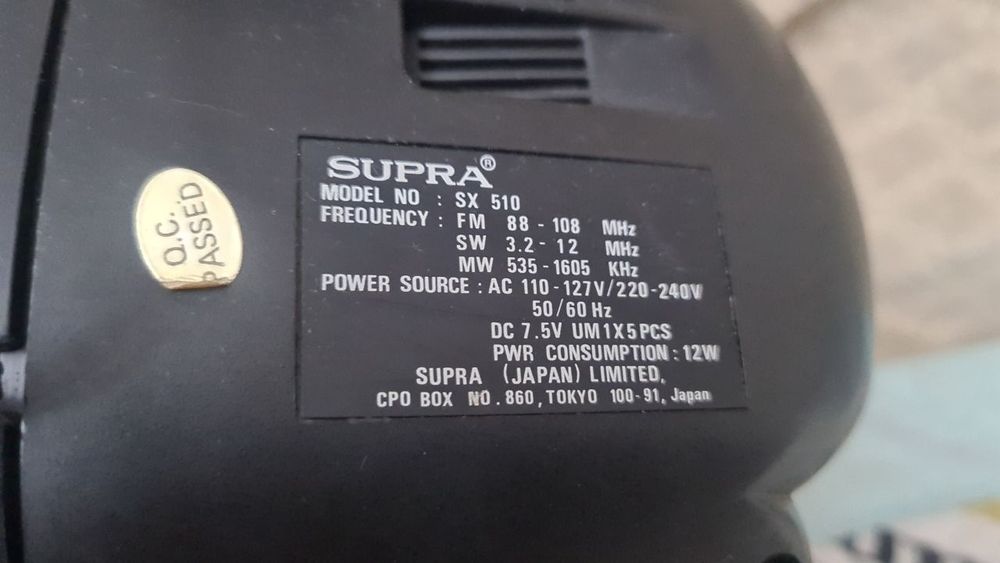 SUPRA®
MODEL NO : SX 510
FREQUENCY : FM 88 - 108 MHz
SW 3.2 - 12 MHz
MW 535 - 1605 KHz
POWER SOURCE : AC 110 - 127V / 220 - 240V
50 / 60 Hz
DC 7.5V UM1X5PCS
PWR CONSUMPTION : 12W
SUPRA (JAPAN) LIMITED,
CPO BOX NO. 860, TOKYO 100-91, Japan
Q.C.
PASSED